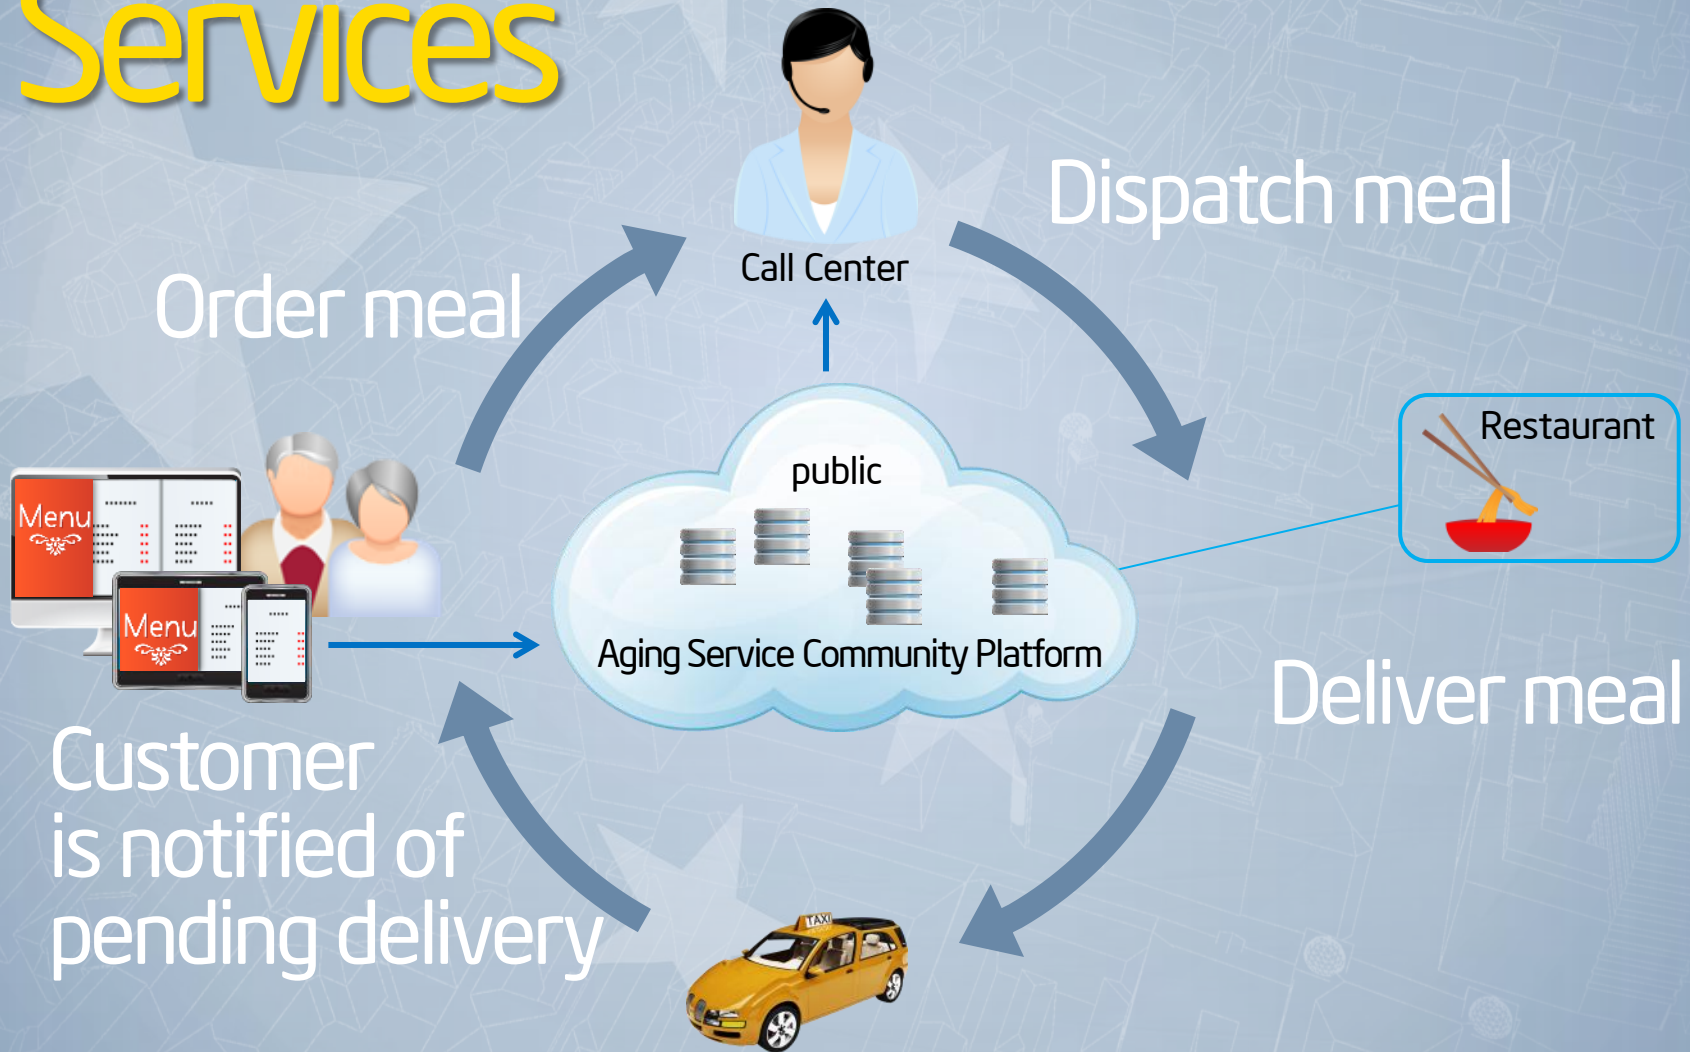 Services
Call Center
Dispatch meal
Order meal
public
Restaurant
Menu
Menu
Aging Service Community Platform
Deliver meal
Customer
is notified of
pending delivery
TAXI